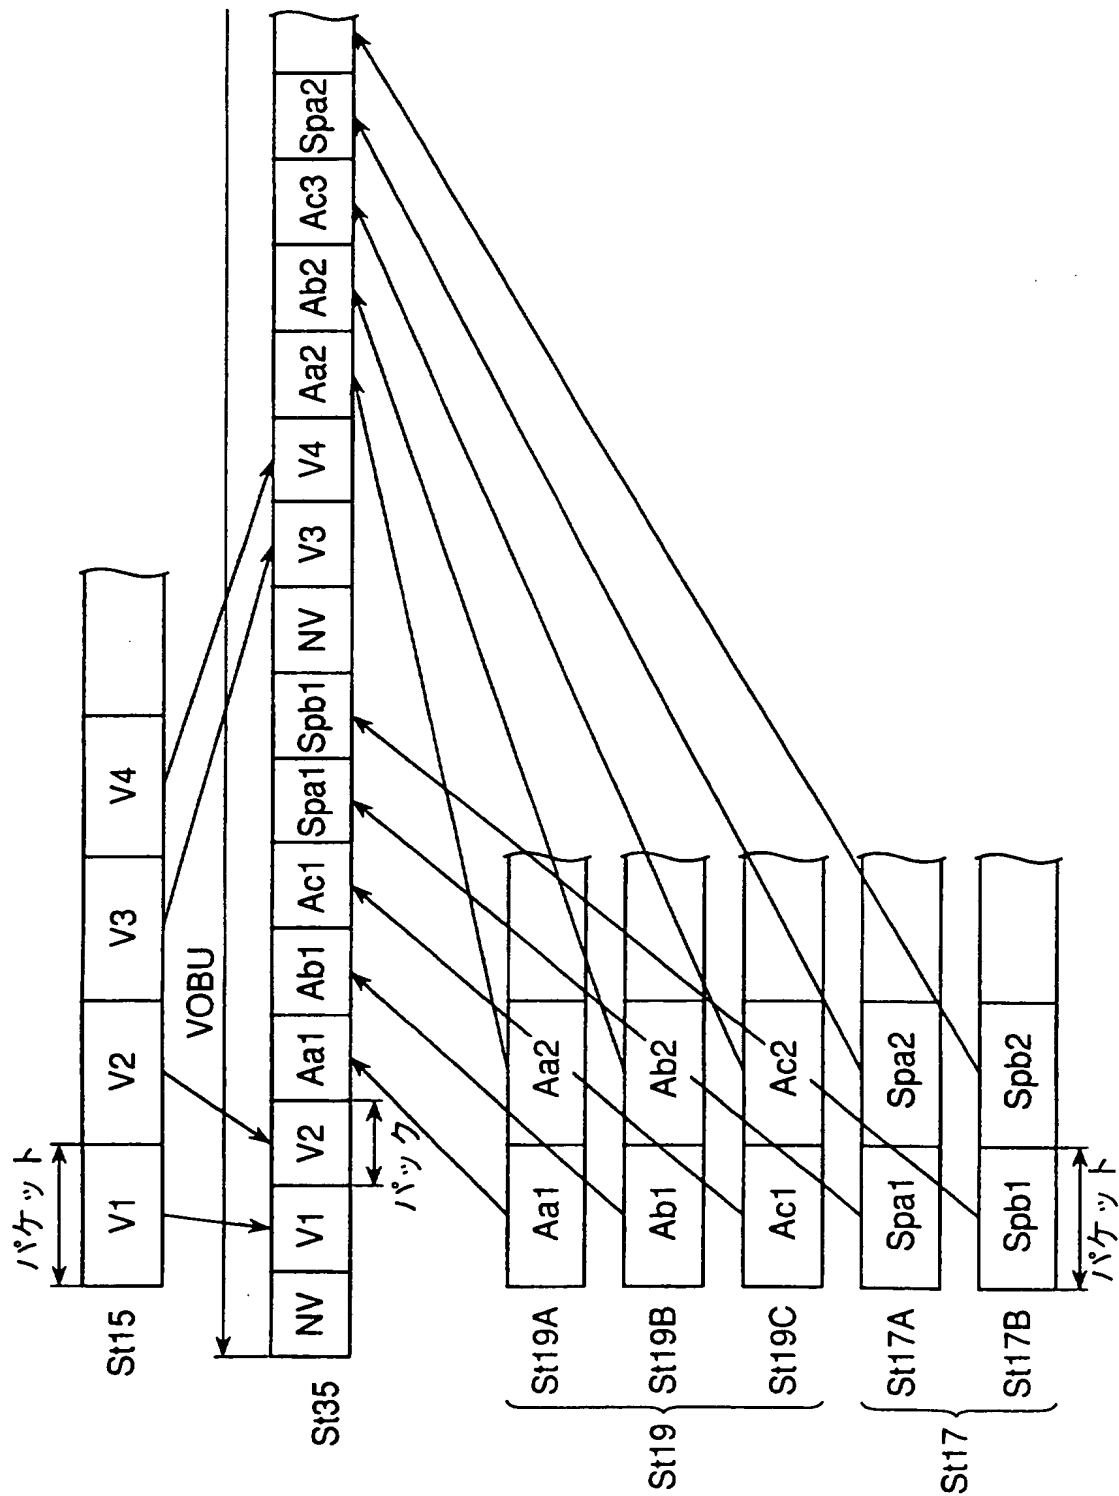 パケット
St15 V1 V2 V3 V4
VOBU
St35 NV V1 V2 Aa1 Ab1 Ac1 Spa1 Spb1 NV V3 V4 Aa2 Ab2 Ac3 Spa2
パック
St19
St19A Aa1 Aa2
St19B Ab1 Ab2
St19C Ac1 Ac2
St17
St17A Spa1 Spa2
St17B Spb1 Spb2
パケット